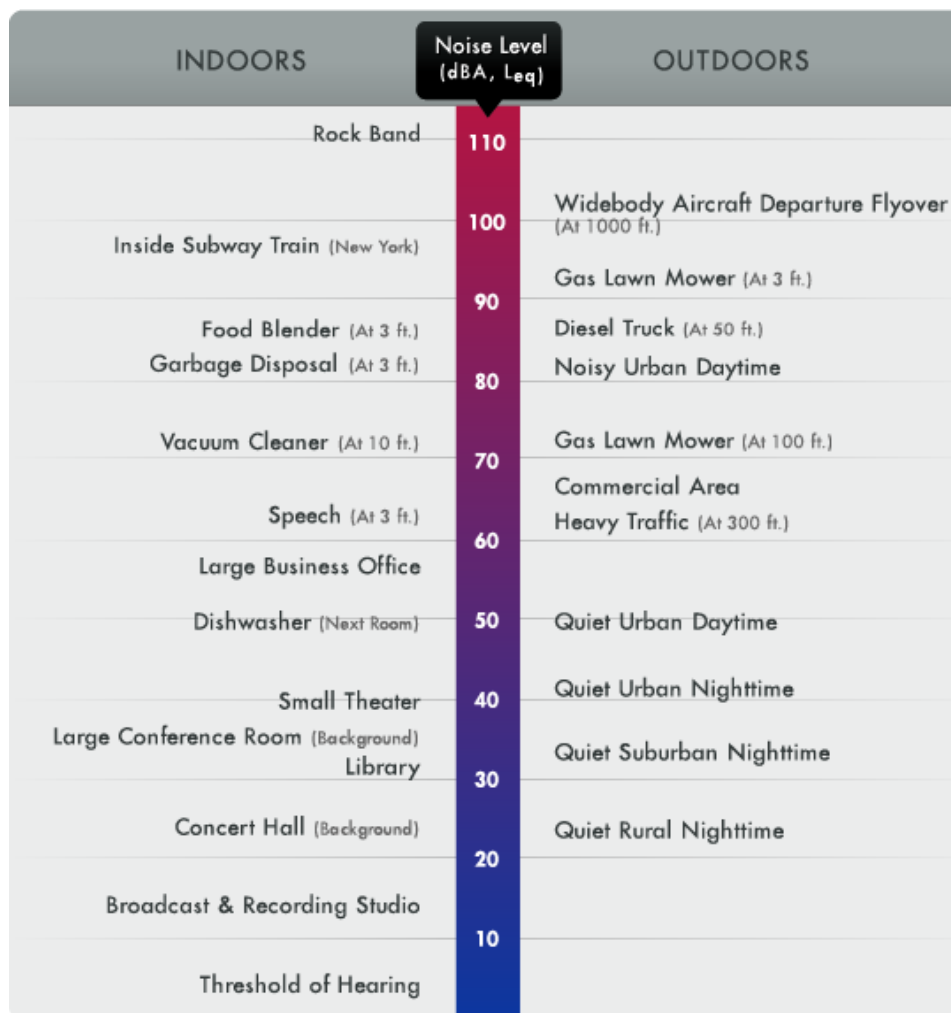 INDOORS
Noise Level
(dBA, Leq)
OUTDOORS
Rock Band
110
Widebody Aircraft Departure Flyover
100
(At 1000 ft.)
Inside Subway Train (New York)
Gas Lawn Mower (At 3 ft.)
90
Food Blender (At 3 ft.)
Diesel Truck (At 50 ft.)
Garbage Disposal (At 3 ft.)
Noisy Urban Daytime
80
Vacuum Cleaner (At 10 ft.)
Gas Lawn Mower (At 100 ft.)
70
Commercial Area
Speech (At 3 ft.)
Heavy Traffic (At 300 ft.)
60
Large Business Office
Dishwasher (Next Room)
50
Quiet Urban Daytime
Quiet Urban Nighttime
Small Theater
40
Large Conference Room (Background)
Quiet Suburban Nighttime
Library
30
Concert Hall (Background)
Quiet Rural Nighttime
20
Broadcast & Recording Studio
10
Threshold of Hearing